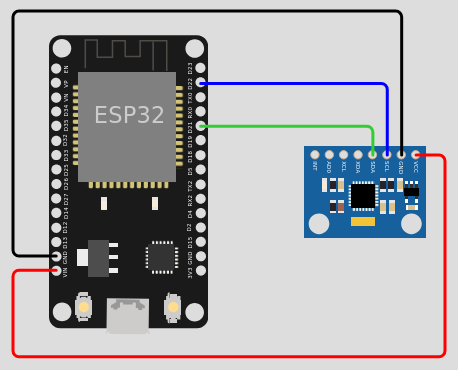 ESP32
EN
VP
VN
D34
D35
D32
D33
D25
D26
D27
D14
D12
D13
GND
VIN
D23
D22
TX0
RX0
D21
D19
D18
D5
TX2
RX2
D4
D2
D15
GND
3V3
INT
AD0
XCL
XDA
SDA
SCL
GND
VCC